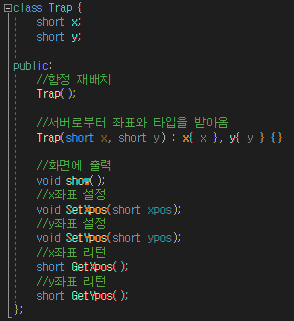 class Trap {
short x;
short y;
public:
//함정 재배치
Trap();
//서버로부터 좌표와 타입을 받아옴
Trap(short x, short y) : x{ x }, y{ y } {}
//화면에 출력
void show();
//x좌표 설정
void SetXpos(short xpos);
//y좌표 설정
void SetYpos(short ypos);
//x좌표 리턴
short GetXpos();
//y좌표 리턴
short GetYpos();
};